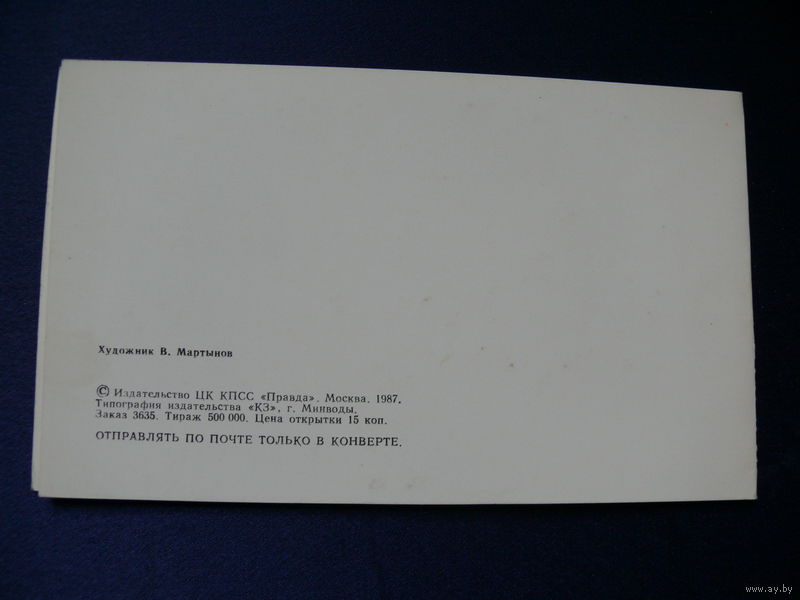 Художник В. Мартынов
© Издательство ЦК КПСС «Правда». Москва. 1987.
Типография издательства «КЗ», г. Минводы.
Заказ 3635. Тираж 500 000. Цена открытки 15 коп.
ОТПРАВЛЯТЬ ПО ПОЧТЕ ТОЛЬКО В КОНВЕРТЕ.
www.ay.by